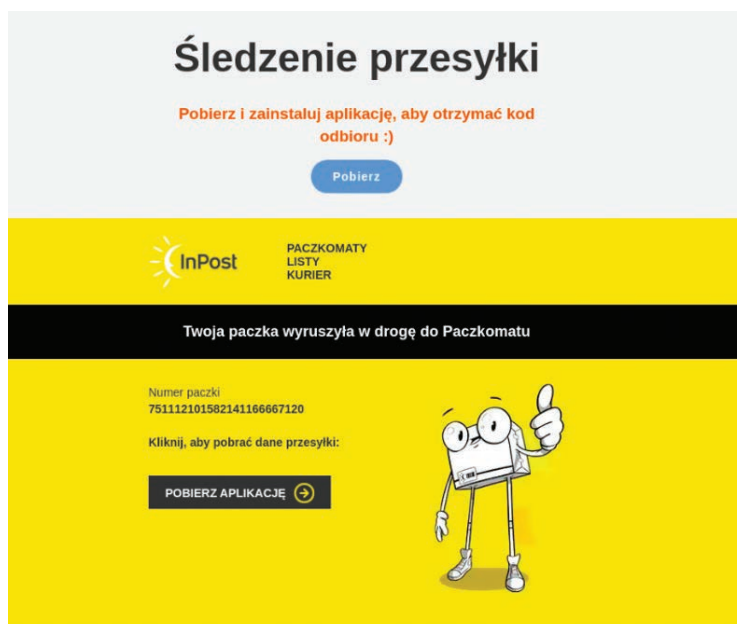 Śledzenie przesyłki
Pobierz i zainstaluj aplikację, aby otrzymać kod
odbioru :)
Pobierz
InPost
PACZKOMATY
LISTY
KURIER
Twoja paczka wyruszyła w drogę do Paczkomatu
Numer paczki
751112101582141166667120
Kliknij, aby pobrać dane przesyłki:
POBIERZ APLIKACJĘ